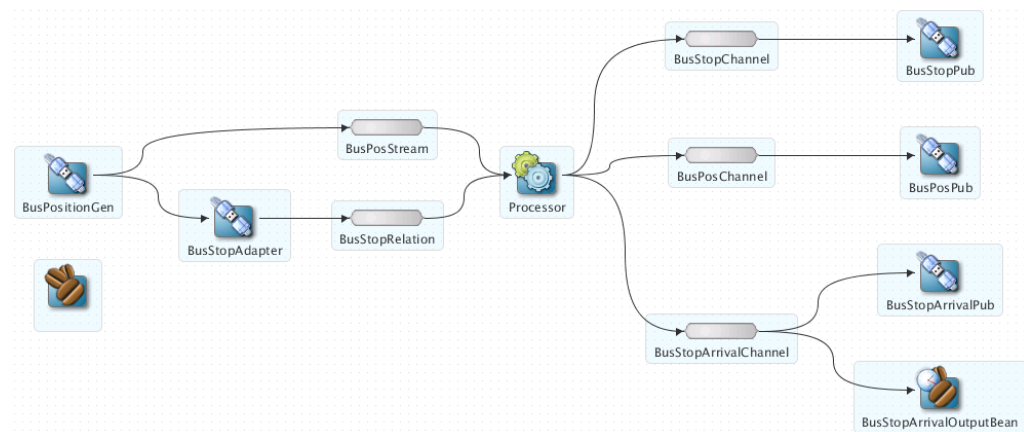 BusStopChannel
BusStopPub
BusPosStream
BusPosChannel
BusPosPub
BusPositionGen
Processor
BusStopAdapter
BusStopRelation
BusStopArrivalPub
BusStopArrivalChannel
BusStopArrivalOutputBean